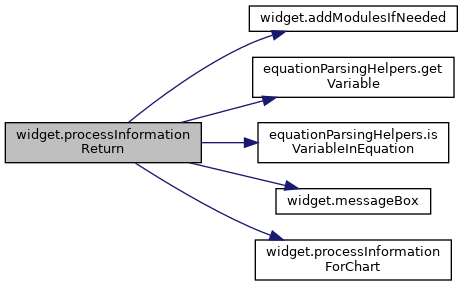 widget.addModulesIfNeeded
equationParsingHelpers.get
Variable
widget.processInformation
Return
equationParsingHelpers.is
VariableInEquation
widget.messageBox
widget.processInformation
ForChart